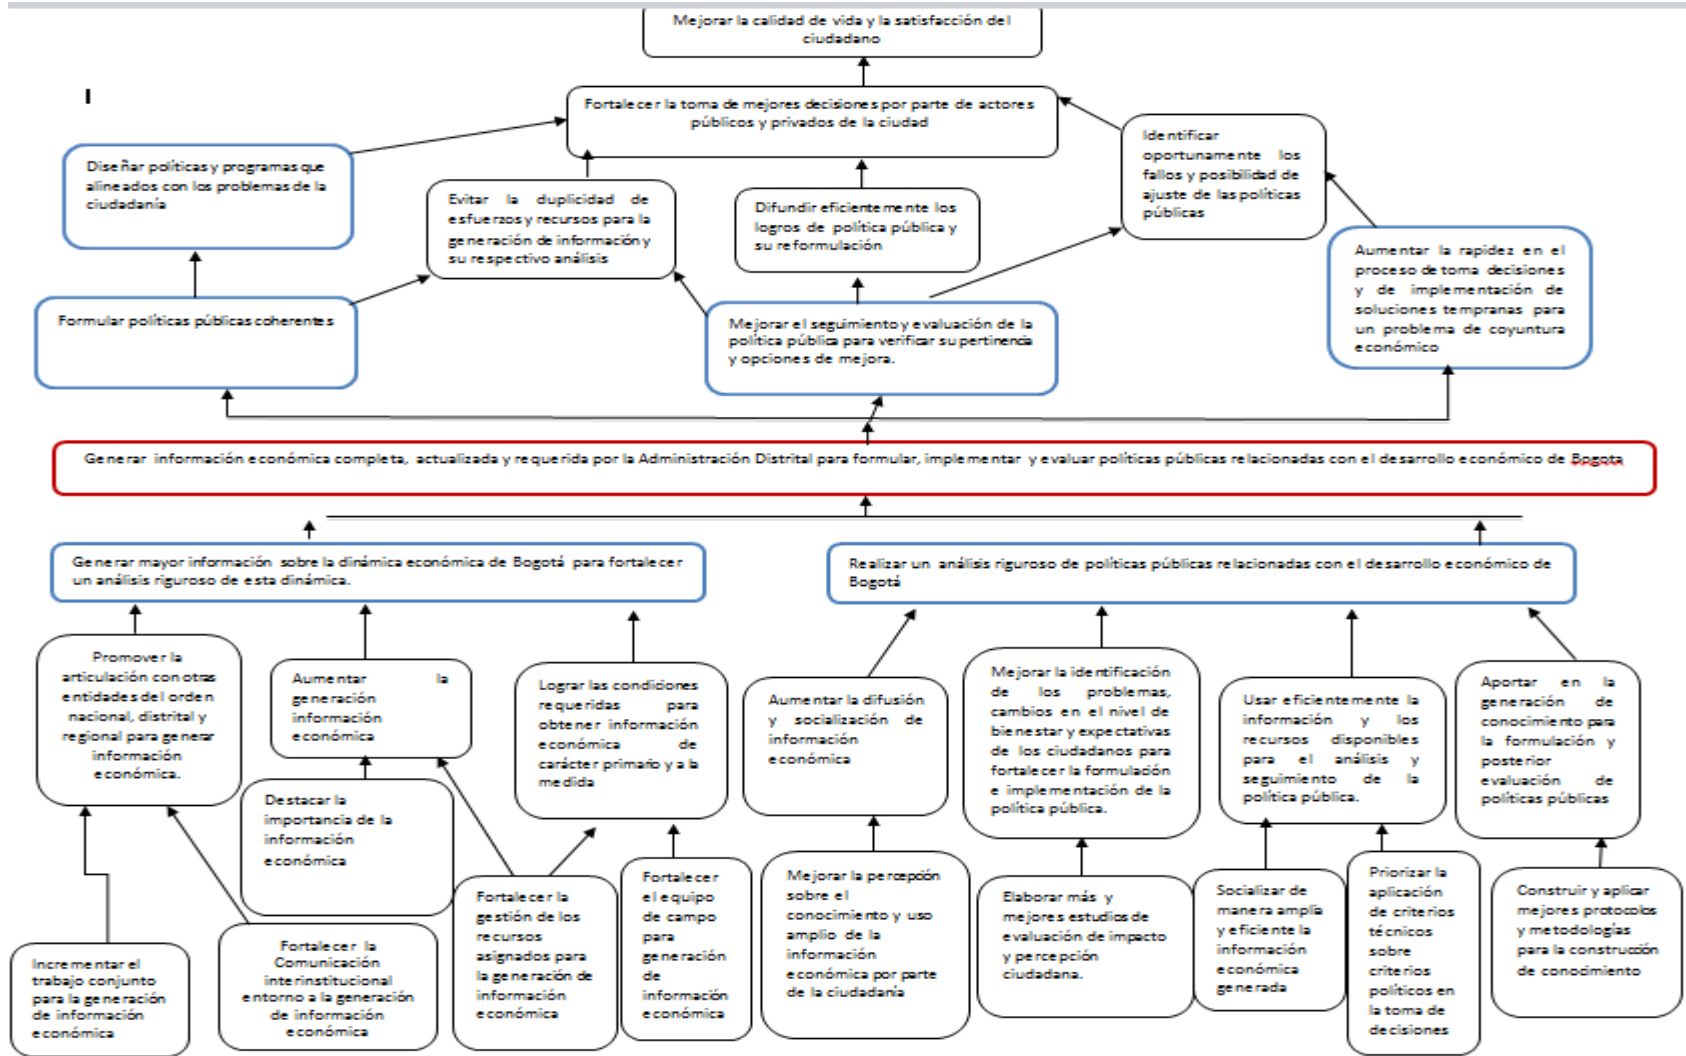 Mejorar la calidad de vida y la satisfacción del
ciudadano
I
Fortalecer la toma de mejores decisiones por parte de actores
públicos y privados de la ciudad
Identificar
oportunamente los
fallos y posibilidad de
ajuste de las políticas
públicas
Diseñar políticas y programas que
alineados con los problemas de la
ciudadanía
Evitar la duplicidad de
esfuerzos y recursos para la
generación de información y
su respectivo análisis
Difundir eficientemente los
logros de política pública y
su reformulación
Aumentar la rapidez en el
proceso de toma decisiones
y de implementación de
soluciones tempranas para
un problema de coyuntura
económico
Formular políticas públicas coherentes
Mejorar el seguimiento y evaluación de la
política pública para verificar su pertinencia
y opciones de mejora.
Generar información económica completa, actualizada y requerida por la Administración Distrital para formular, implementar y evaluar políticas públicas relacionadas con el desarrollo económico de Bogota
Generar mayor información sobre la dinámica económica de Bogotá para fortalecer
un análisis riguroso de esta dinámica.
Realizar un análisis riguroso de políticas públicas relacionadas con el desarrollo económico de
Bogotá
Promover la
articulación con otras
entidades del orden
nacional, distrital y
regional para generar
información
económica.
Aumentar la
generación
información
económica
Lograr las condiciones
requeridas para
obtener información
económica de
carácter primario y a la
medida
Aumentar la difusión
y socialización de
información
económica
Mejorar la identificación
de los problemas,
cambios en el nivel de
bienestar y expectativas
de los ciudadanos para
fortalecer la formulación
e implementación de la
política pública.
Usar eficientemente la
información y los
recursos disponibles
para el análisis y
seguimiento de la
política pública.
Aportar en la
generación de
conocimiento para
la formulación y
posterior
evaluación de
políticas públicas
Destacar la
importancia de la
información
económica
Incrementar el
trabajo conjunto
para la generación
de información
económica
Fortalecer la
Comunicación
interinstitucional
entorno a la generación
de información
económica
Fortalecer la
gestión de los
recursos
asignados para
la generación de
información
económica
Fortalecer
el equipo
de campo
para
generación
de
información
económica
Mejorar la percepción
sobre el
conocimiento y uso
amplio de la
información
económica por parte
de la ciudadanía
Elaborar más y
mejores estudios de
evaluación de impacto
y percepción
ciudadana.
Socializar de
manera amplia
y eficiente la
información
económica
generada
Priorizar la
aplicación
de criterios
técnicos
sobre
criterios
políticos en
la toma de
decisiones
Construir y aplicar
mejores protocolos
y metodologías
para la construcción
de conocimiento